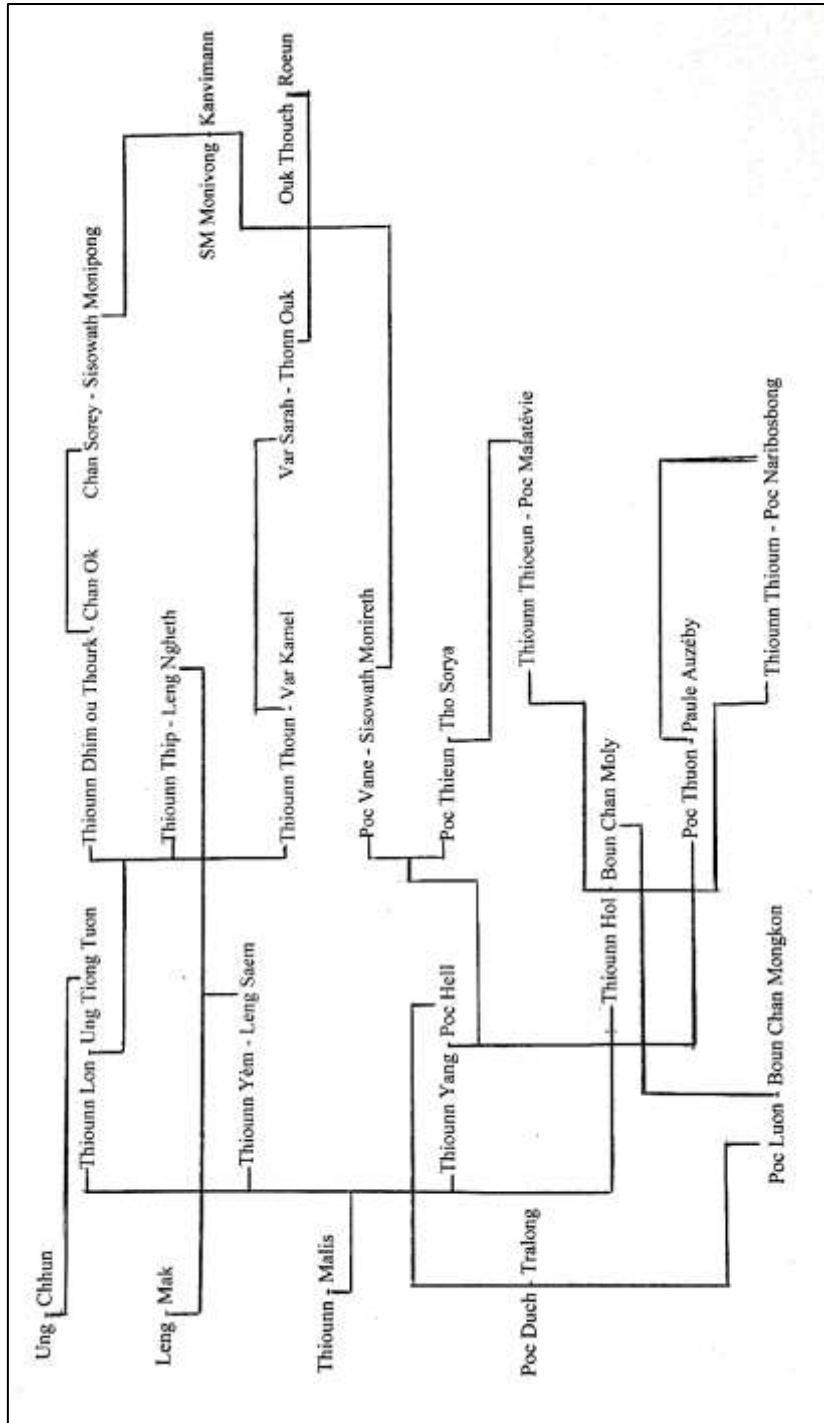 Ung - Chhun
Thiounn Lon - Ung Tiong Tuon
Thiounn Dhim ou Thourk - Chan Ok
Chan Sorey - Sisowath Monipong
Leng - Mak
Thiounn Thip - Leng Ngheth
SM Monivong - Kanvimann
Thiounn Yèm - Leng Saem
Thiounn Thoun - Var Kamel
Var Sarah - Thonn Ouk
Ouk Thouch - Roeun
Thiounn - Malis
Poc Vane - Sisowath Monireth
Thiounn Yang - Poc Hell
Poc Thieun - Tho Sorya
Poc Duch - Tralong
Thiounn Thioeun - Poc Malatévie
Thiounn Hol - Boun Chan Moly
Poc Thuon - Paule Auzéby
Poc Luon - Boun Chan Mongkon
Thiounn Thioum - Poc Naribosbong